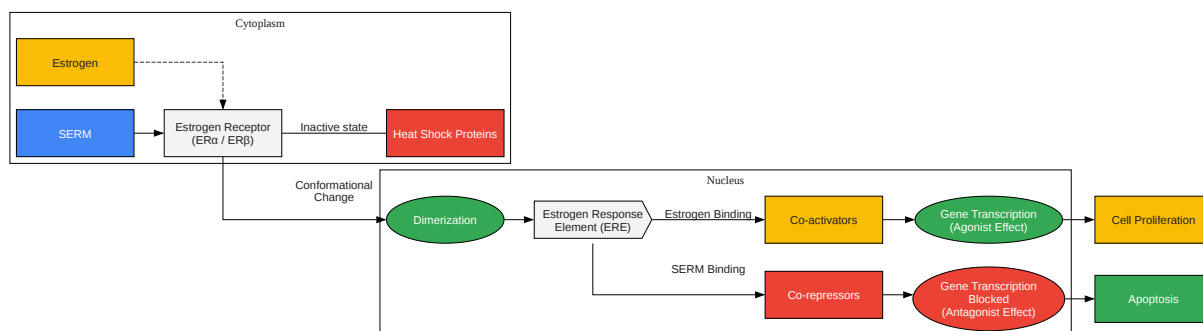 Cytoplasm
Estrogen
SERM
Estrogen Receptor
(ERα / ERβ)
Inactive state
Heat Shock Proteins
Conformational
Change
Nucleus
Dimerization
Estrogen Response
Element (ERE)
Estrogen Binding
Co-activators
Gene Transcription
(Agonist Effect)
Cell Proliferation
SERM Binding
Co-repressors
Gene Transcription
Blocked
(Antagonist Effect)
Apoptosis